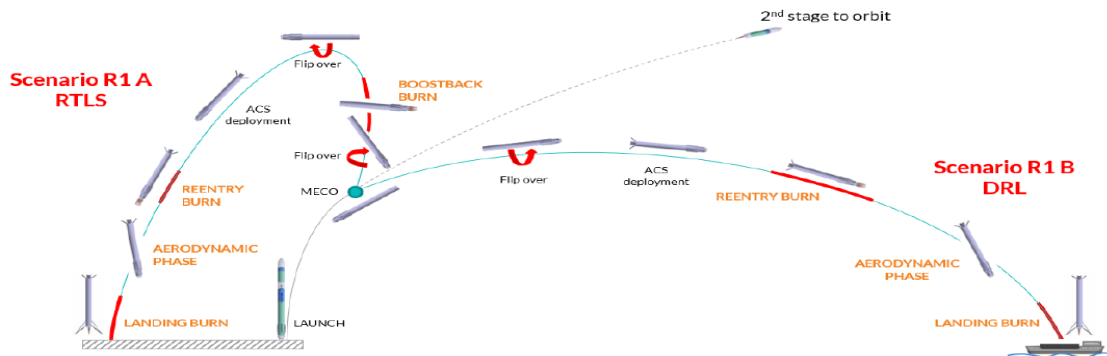 2nd stage to orbit
Scenario R1 A
RTLS
Flip over
BOOSTBACK
BURN
ACS
deployment
Flip over
MECO
REENTRY
BURN
AERODYNAMIC
PHASE
LANDING BURN
LAUNCH
Flip over
ACS
deployment
REENTRY BURN
Scenario R1 B
DRL
AERODYNAMIC
PHASE
LANDING BURN